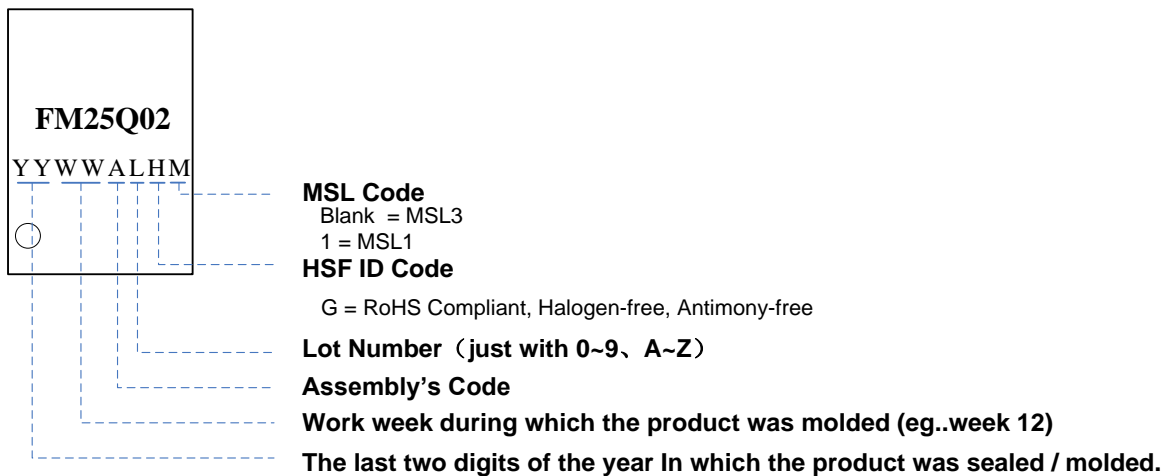 FM25Q02
YYWWALHM
MSL Code
Blank = MSL3
1 = MSL1
HSF ID Code
G = RoHS Compliant, Halogen-free, Antimony-free
Lot Number（just with 0~9、A~Z）
Assembly's Code
Work week during which the product was molded (eg..week 12)
The last two digits of the year In which the product was sealed / molded.